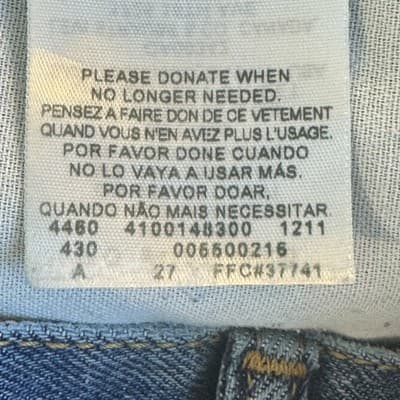 PLEASE DONATE WHEN
NO LONGER NEEDED.
PENSEZ A FAIRE DON DE CE VETEMENT
QUAND VOUS N'EN AVEZ PLUS L'USAGE.
POR FAVOR DONE CUANDO
NO LO VAYA A USAR MÁS.
POR FAVOR DOAR,
QUANDO NÃO MAIS NECESSITAR.
4460 4100148300 1211
430 006600216
A 27 FFC#37741